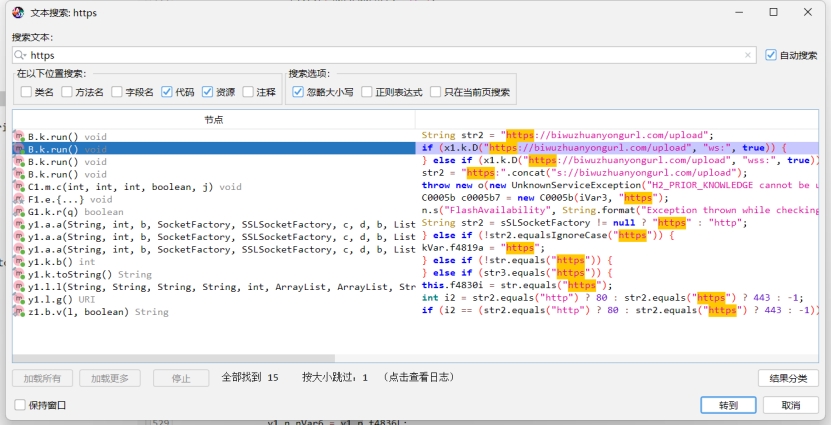 文本搜索: https
搜索文本:
https
自动搜索
在以下位置搜索:
类名 方法名 字段名 代码 资源 注释
搜索选项:
忽略大小写 正则表达式 只在当前页搜索
节点
B.k.run() void String str2 = "https://biwuzhuanyongurl.com/upload";
B.k.run() void if (x1.k.D("https://biwuzhuanyongurl.com/upload", "ws:", true)) {
B.k.run() void } else if (x1.k.D("https://biwuzhuanyongurl.com/upload", "wss:", true))
B.k.run() void str2 = "https:".concat("s://biwuzhuanyongurl.com/upload");
C1.m.c(int, int, int, boolean, j) void throw new o(new UnknownServiceException("H2_PRIOR_KNOWLEDGE cannot be u
F1.e.{...} void C0005b c0005b7 = new C0005b(iVar3, "https");
G1.k.r(q) boolean n.s("FlashAvailability", String.format("Exception thrown while checking
y1.a.a(String, int, b, SocketFactory, SSLSocketFactory, c, d, b, List String str2 = sSLSocketFactory != null ? "https" : "http";
y1.a.a(String, int, b, SocketFactory, SSLSocketFactory, c, d, b, List } else if (!str2.equalsIgnoreCase("https")) {
y1.a.a(String, int, b, SocketFactory, SSLSocketFactory, c, d, b, List kVar.f4819a = "https";
y1.k.b() int } else if (!str.equals("https")) {
y1.k.toString() String } else if (str3.equals("https")) {
y1.l.l(String, String, String, String, int, ArrayList, ArrayList, Str this.f4830i = str.equals("https");
y1.l.g() URI int i2 = str2.equals("http") ? 80 : str2.equals("https") ? 443 : -1;
z1.b.v(l, boolean) String if (i2 == (str2.equals("http") ? 80 : str2.equals("https") ? 443 : -1))
加载所有 加载更多 停止 全部找到 15 按大小跳过: 1 (点击查看日志) 结果分类
保持窗口 转到 取消
529